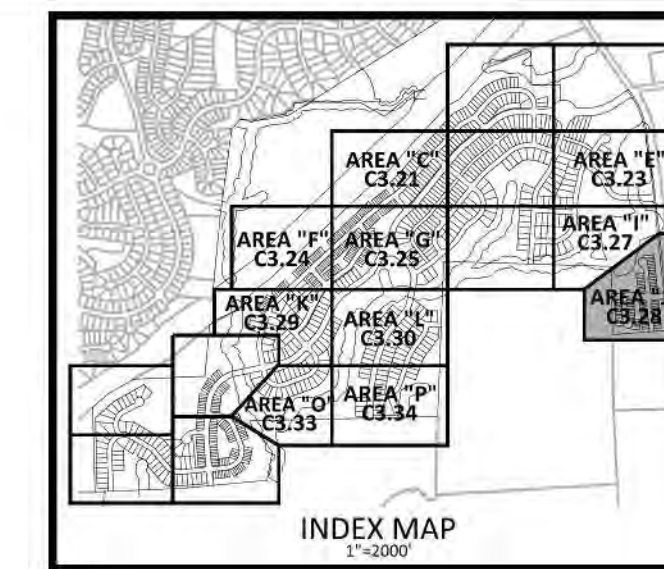 AREA "C"
C3.21
AREA "E"
C3.23
AREA "F"
C3.24
AREA "G"
C3.25
AREA "I"
C3.27
AREA
C3.28
AREA "K"
C3.29
AREA "L"
C3.30
AREA "O"
C3.33
AREA "P"
C3.34
INDEX MAP
1"=2000'